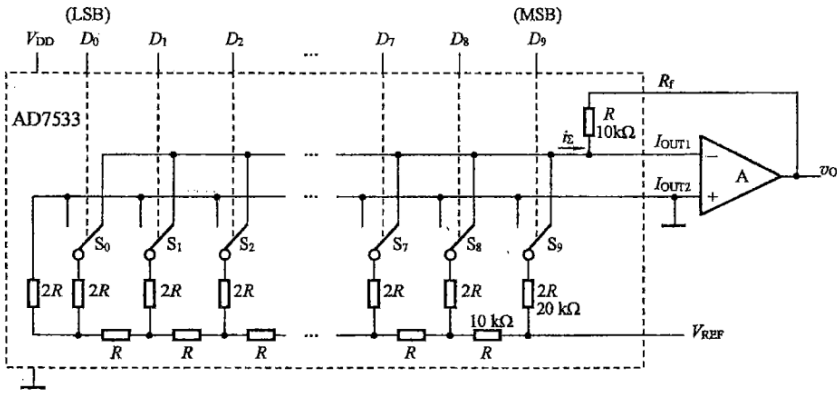 (LSB) (MSB)
V_DD D_0 D_1 D_2 ... D_7 D_8 D_9
AD7533
R_f
R
10kΩ
i_Σ
I_OUT1
−
... A
I_OUT2
+
v_O
S_0 S_1 S_2 S_7 S_8 S_9
2R 2R 2R 2R 2R 2R 2R
20 kΩ
10 kΩ
... V_REF
R R R R R